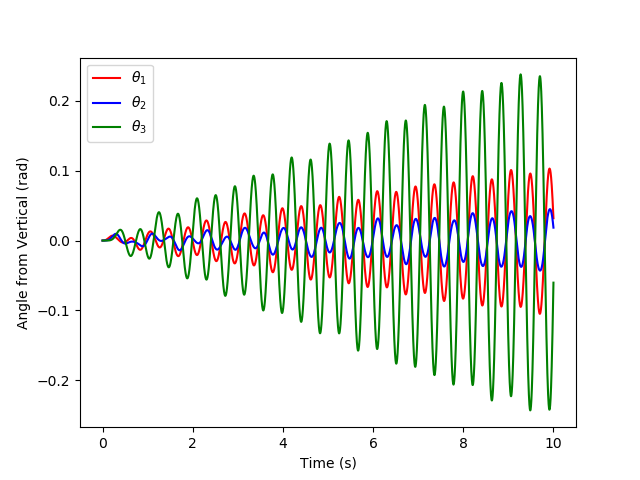 θ1
θ2
θ3
Angle from Vertical (rad)
0.2
0.1
0.0
−0.1
−0.2
0 2 4 6 8 10
Time (s)